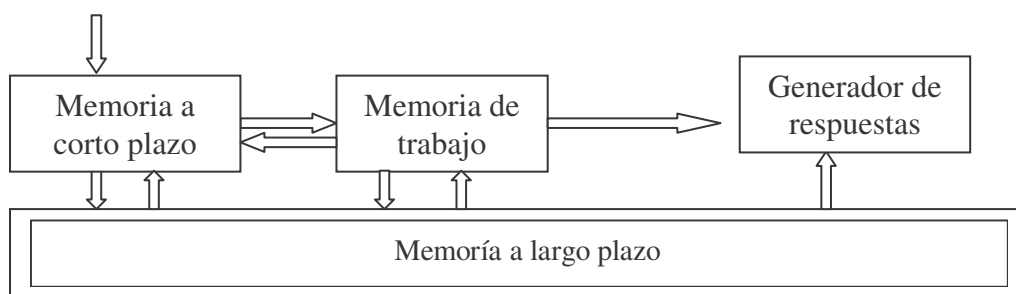 Memoria a
corto plazo
Memoria de
trabajo
Generador de
respuestas
Memoría a largo plazo